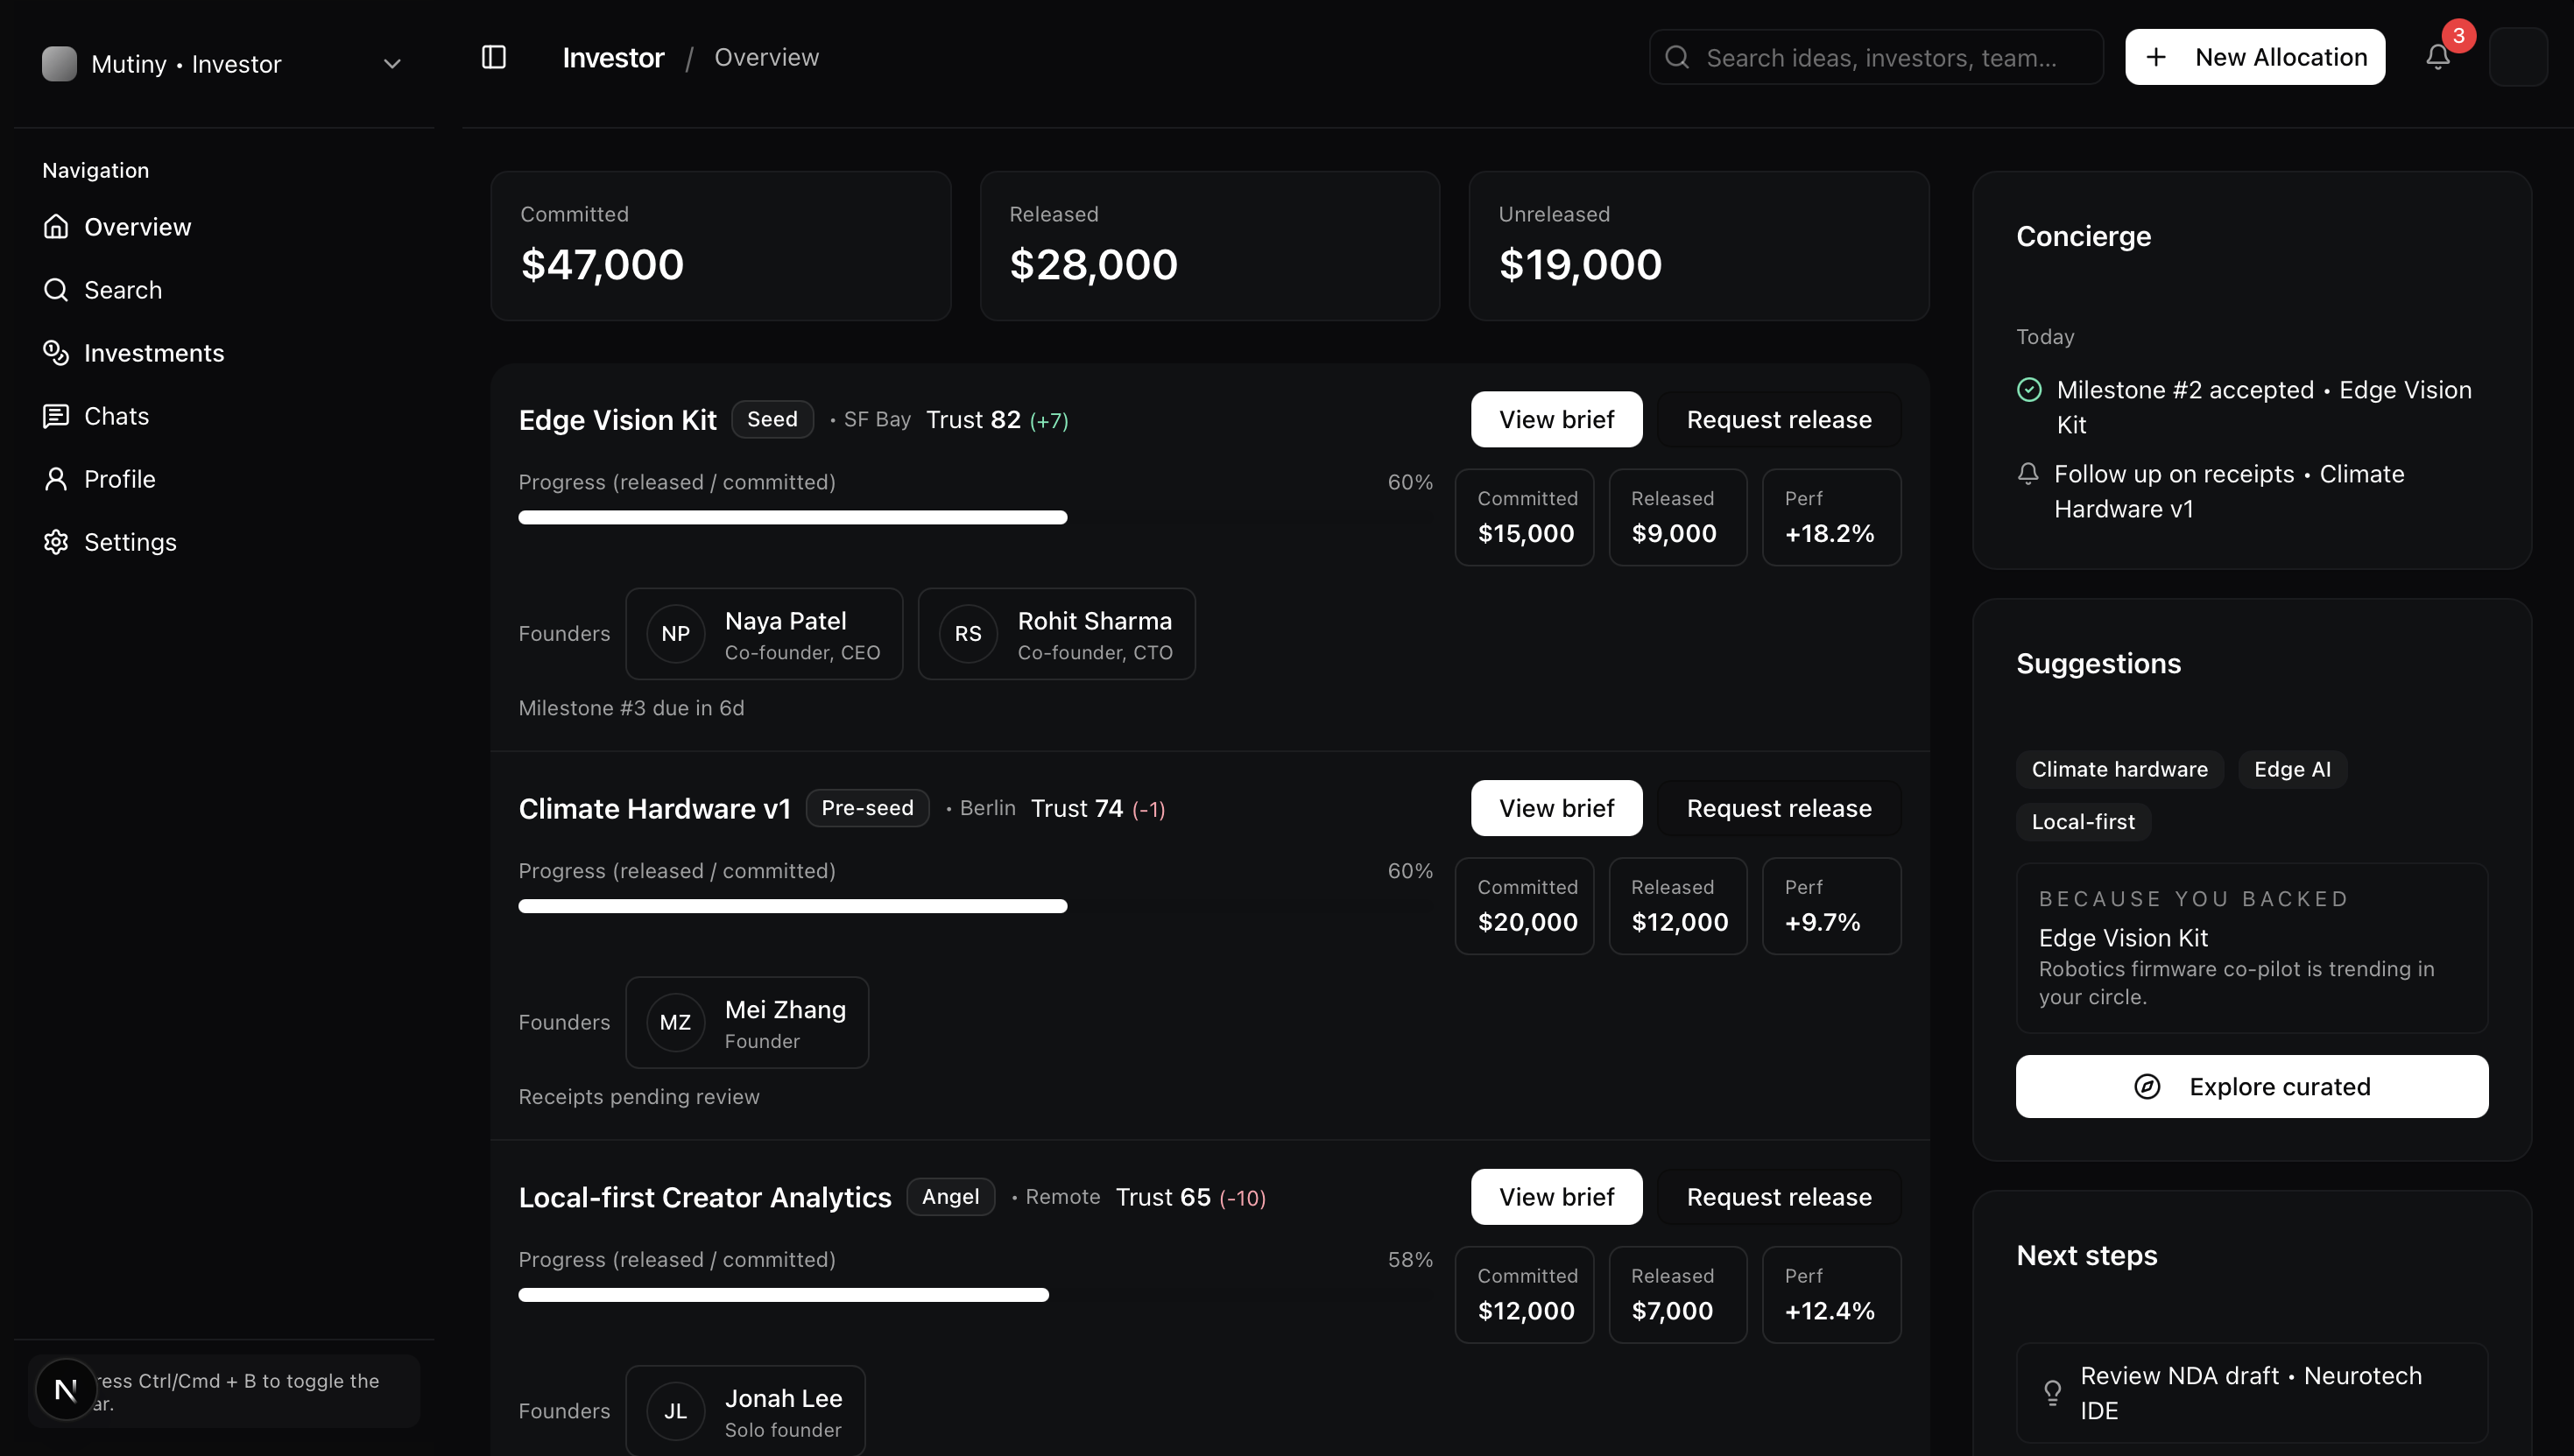 Mutiny • Investor
Investor / Overview
Search ideas, investors, team...
+ New Allocation
3
Navigation
Overview
Search
Investments
Chats
Profile
Settings
ress Ctrl/Cmd + B to toggle the
ar.
N
Committed
$47,000
Released
$28,000
Unreleased
$19,000
Edge Vision Kit Seed • SF Bay Trust 82 (+7)
View brief Request release
Progress (released / committed) 60%
Committed
$15,000
Released
$9,000
Perf
+18.2%
Founders
NP
Naya Patel
Co-founder, CEO
RS
Rohit Sharma
Co-founder, CTO
Milestone #3 due in 6d
Climate Hardware v1 Pre-seed • Berlin Trust 74 (-1)
View brief Request release
Progress (released / committed) 60%
Committed
$20,000
Released
$12,000
Perf
+9.7%
Founders
MZ
Mei Zhang
Founder
Receipts pending review
Local-first Creator Analytics Angel • Remote Trust 65 (-10)
View brief Request release
Progress (released / committed) 58%
Committed
$12,000
Released
$7,000
Perf
+12.4%
Founders
JL
Jonah Lee
Solo founder
Concierge
Today
Milestone #2 accepted • Edge Vision
Kit
Follow up on receipts • Climate
Hardware v1
Suggestions
Climate hardware Edge AI
Local-first
BECAUSE YOU BACKED
Edge Vision Kit
Robotics firmware co-pilot is trending in
your circle.
Explore curated
Next steps
Review NDA draft • Neurotech
IDE